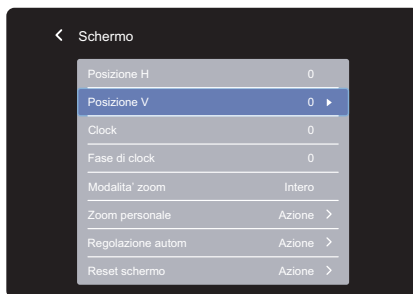 Schermo
Posizione H 0
Posizione V 0
Clock 0
Fase di clock 0
Modalita' zoom Intero
Zoom personale Azione
Regolazione autom Azione
Reset schermo Azione